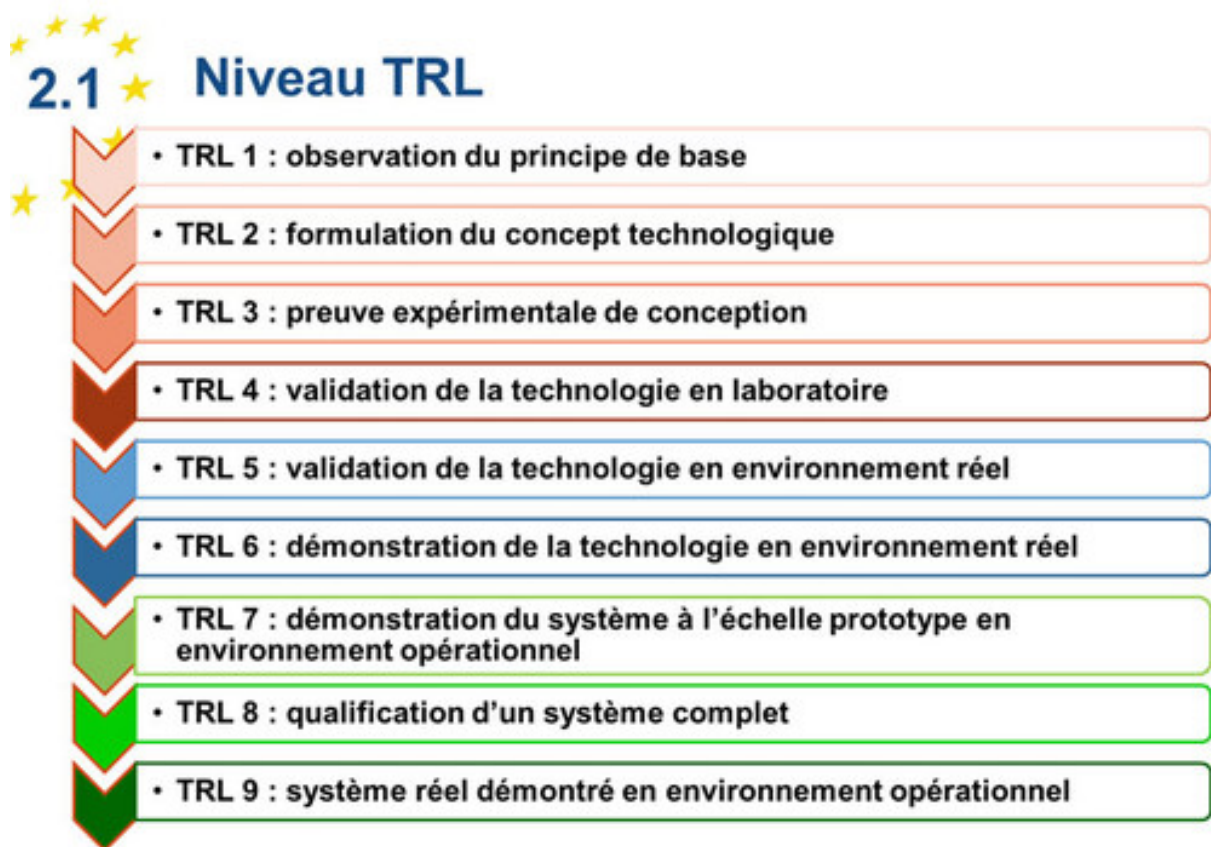 2.1 Niveau TRL
• TRL 1 : observation du principe de base
• TRL 2 : formulation du concept technologique
• TRL 3 : preuve expérimentale de conception
• TRL 4 : validation de la technologie en laboratoire
• TRL 5 : validation de la technologie en environnement réel
• TRL 6 : démonstration de la technologie en environnement réel
• TRL 7 : démonstration du système à l’échelle prototype en
environnement opérationnel
• TRL 8 : qualification d’un système complet
• TRL 9 : système réel démontré en environnement opérationnel